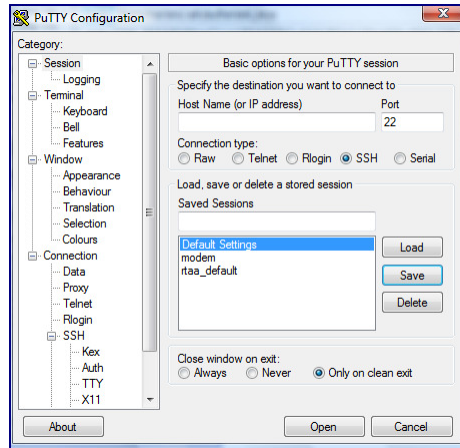 PuTTY Configuration
Category:
Session
Logging
Terminal
Keyboard
Bell
Features
Window
Appearance
Behaviour
Translation
Selection
Colours
Connection
Data
Proxy
Telnet
Rlogin
SSH
Kex
Auth
TTY
X11
Basic options for your PuTTY session
Specify the destination you want to connect to
Host Name (or IP address) Port
22
Connection type:
Raw Telnet Rlogin SSH Serial
Load, save or delete a stored session
Saved Sessions
Default Settings
modem
rtaa_default
Load
Save
Delete
Close window on exit:
Always Never Only on clean exit
About Open Cancel